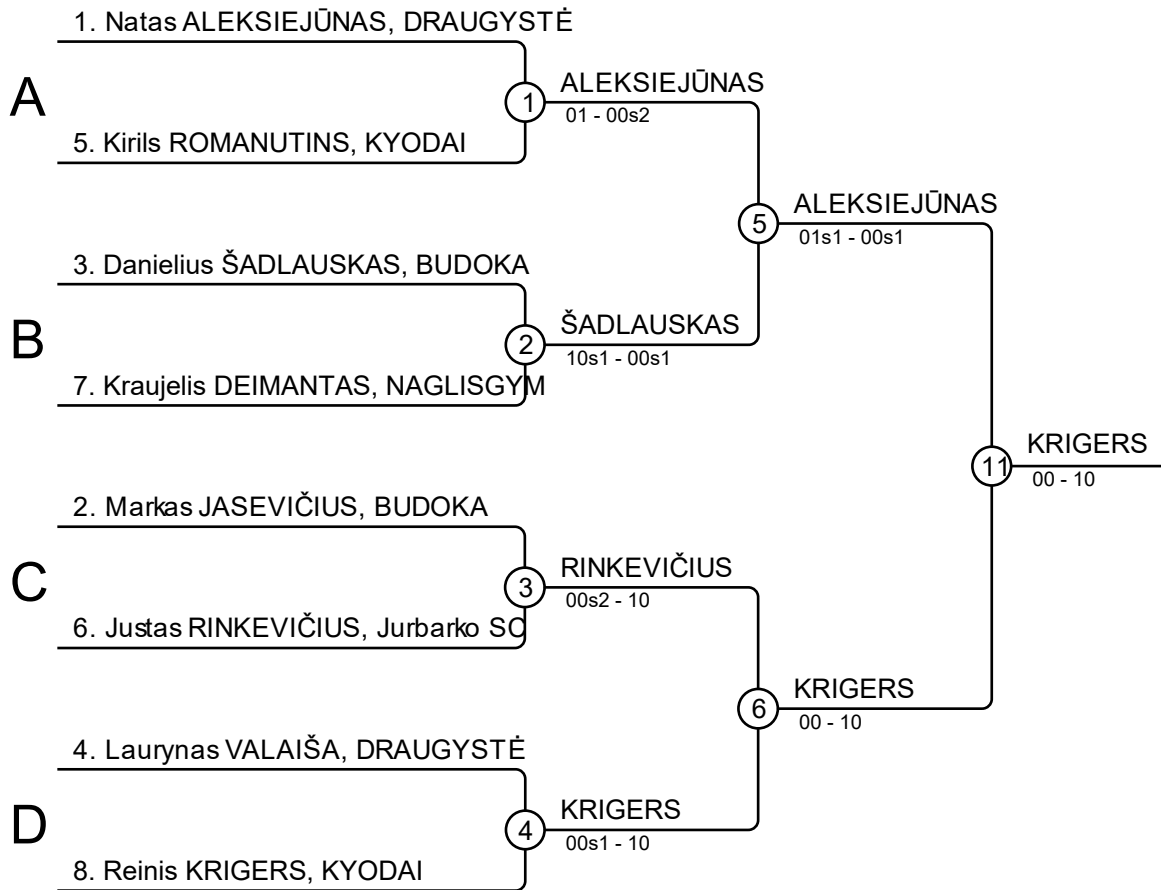 1. Natas ALEKSIEJŪNAS, DRAUGYSTĖ
A
1
ALEKSIEJŪNAS
01 - 00s2
5. Kirils ROMANUTINS, KYODAI
5
ALEKSIEJŪNAS
01s1 - 00s1
3. Danielius ŠADLAUSKAS, BUDOKA
B
2
ŠADLAUSKAS
10s1 - 00s1
7. Kraujelis DEIMANTAS, NAGLISGYM
11
KRIGERS
00 - 10
2. Markas JASEVIČIUS, BUDOKA
C
3
RINKEVIČIUS
00s2 - 10
6. Justas RINKEVIČIUS, Jurbarko SC
6
KRIGERS
00 - 10
4. Laurynas VALAIŠA, DRAUGYSTĖ
D
4
KRIGERS
00s1 - 10
8. Reinis KRIGERS, KYODAI